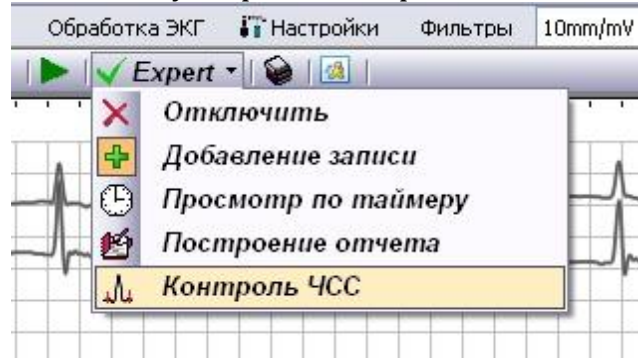 Обработка ЭКГ Настройки Фильтры 10mm/mV
Expert
Отключить
Добавление записи
Просмотр по таймеру
Построение отчета
Контроль ЧСС